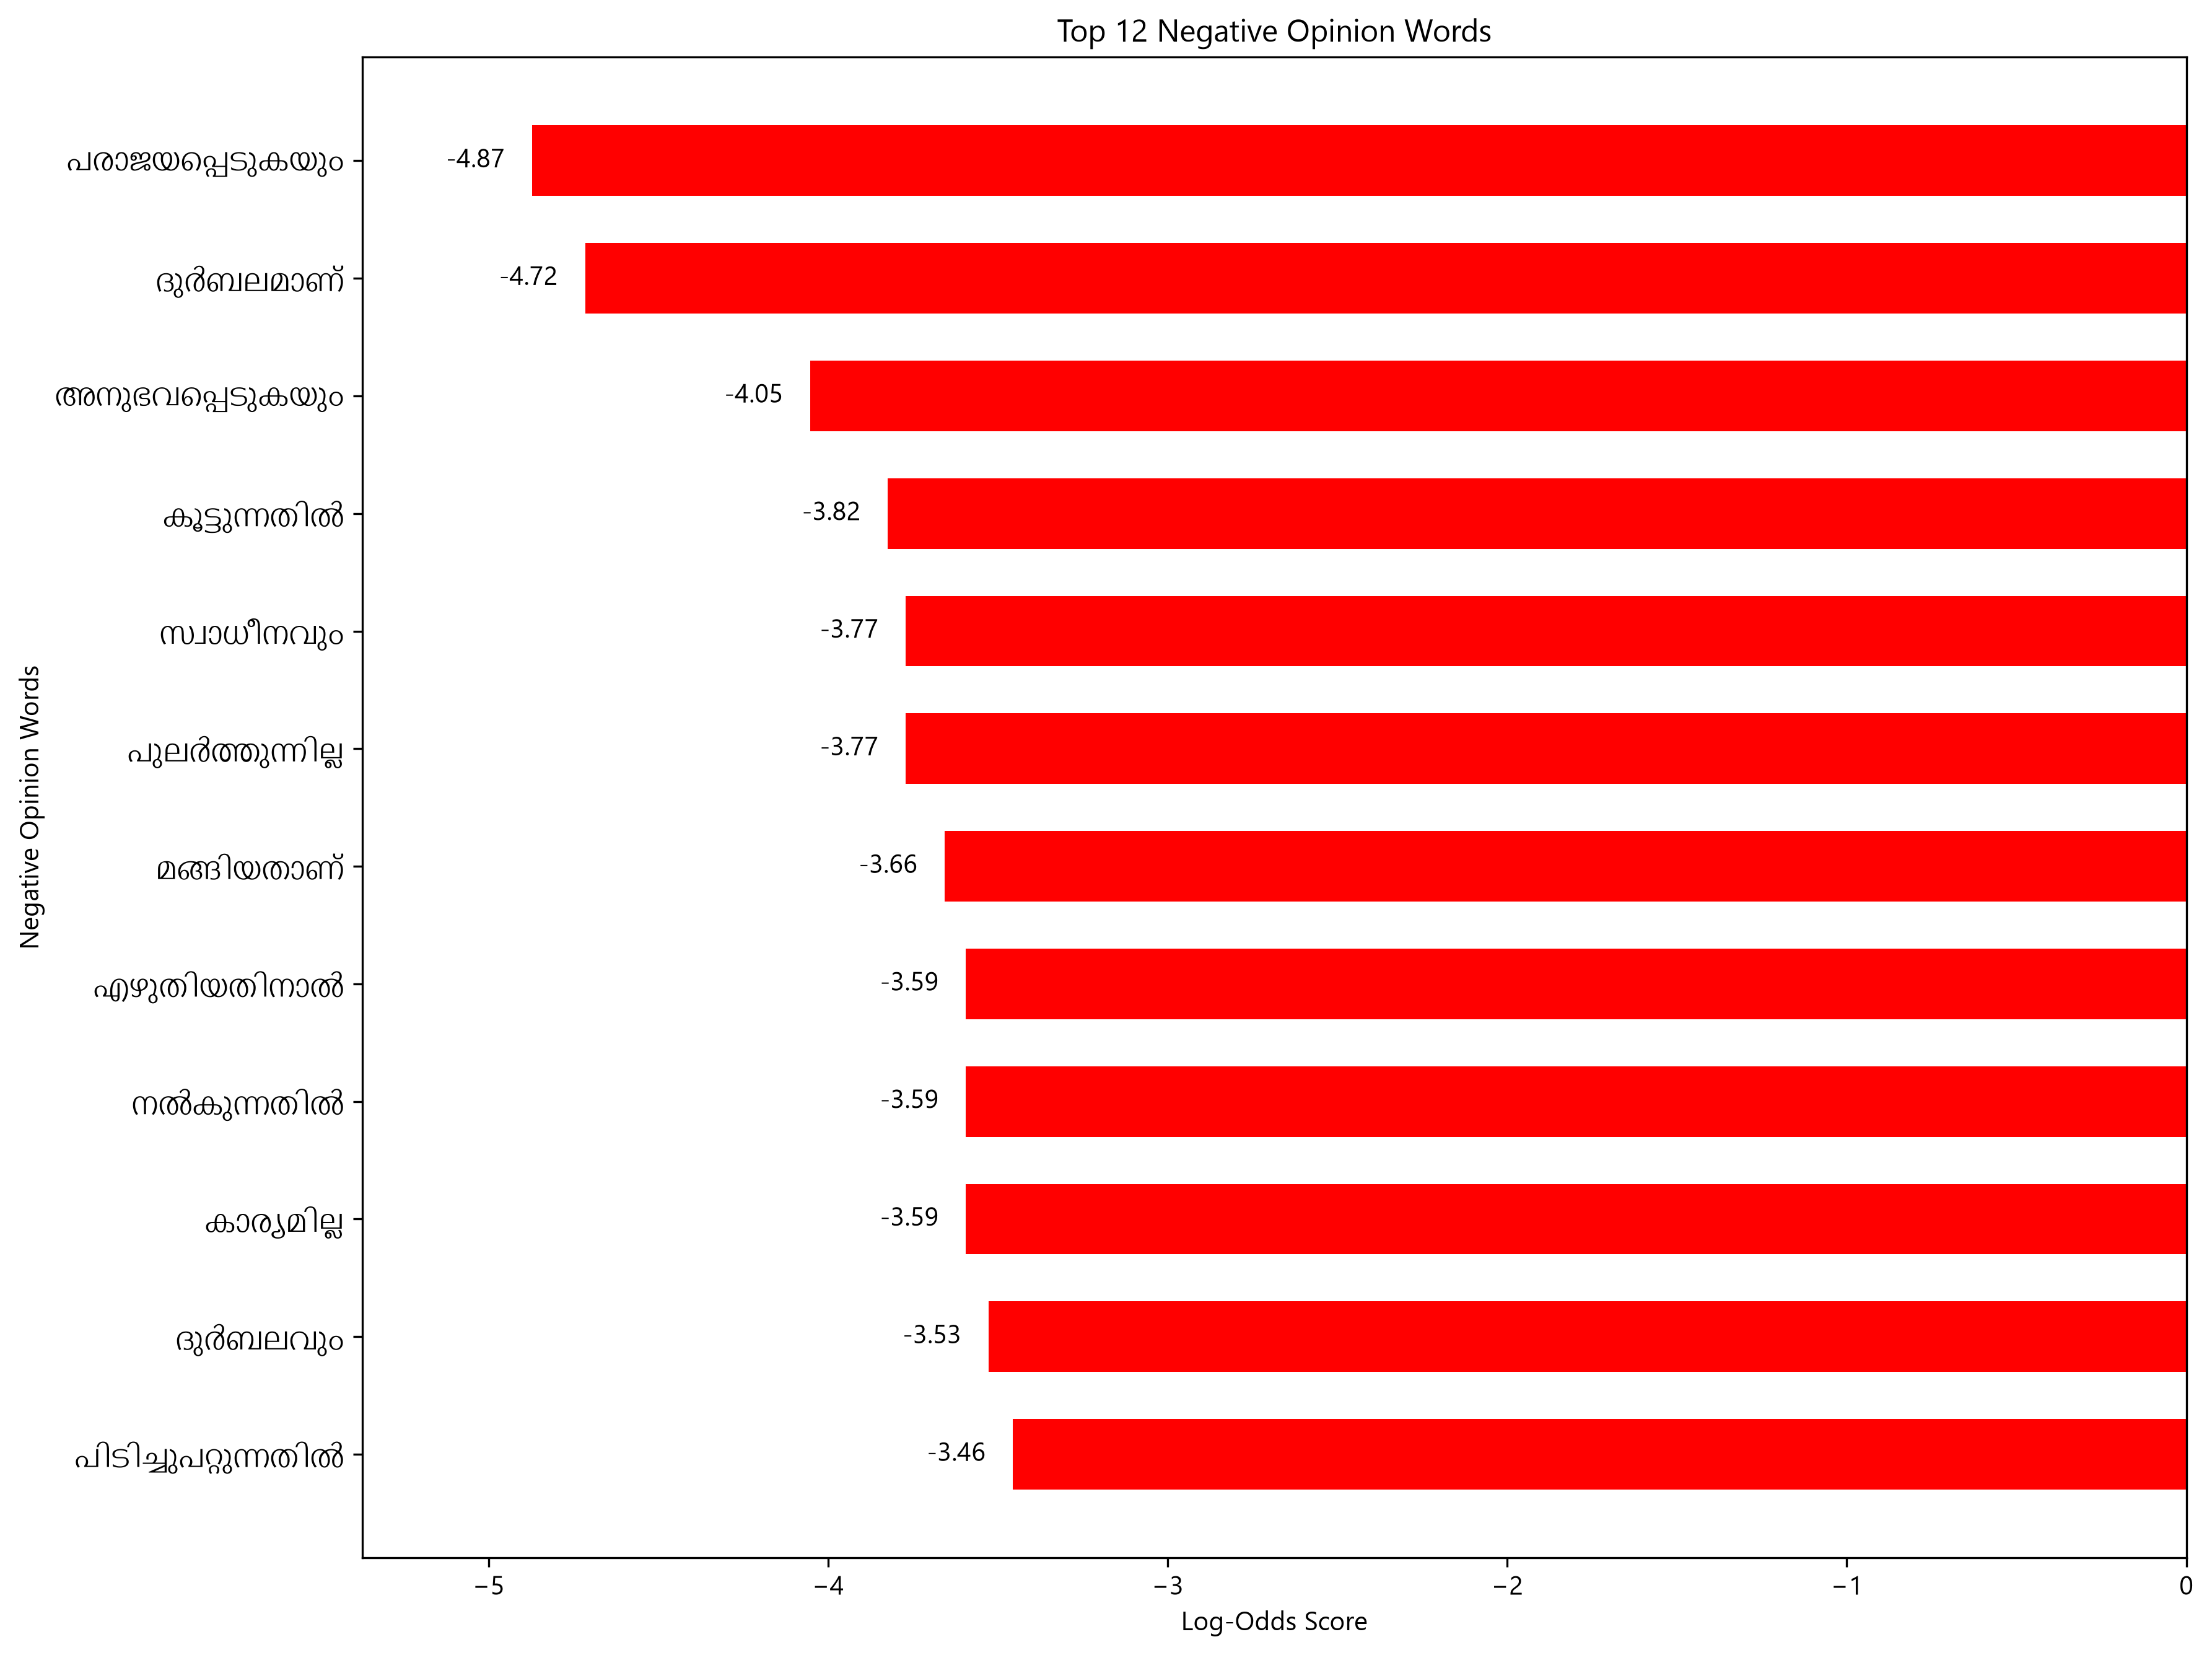 Top 12 Negative Opinion Words
Negative Opinion Words
പരാജയപ്പെടുകയും -4.87
ദുർബലമാണ് -4.72
അനുഭവപ്പെടുകയും -4.05
കൂട്ടുന്നതിൽ -3.82
സ്വാധീനവും -3.77
പുലർത്തുന്നില്ല -3.77
മങ്ങിയതാണ് -3.66
എഴുതിയതിനാൽ -3.59
നൽകുന്നതിൽ -3.59
കാര്യമില്ല -3.59
ദുർബലവും -3.53
പിടിച്ചുപറ്റുന്നതിൽ -3.46
−5 −4 −3 −2 −1 0
Log-Odds Score